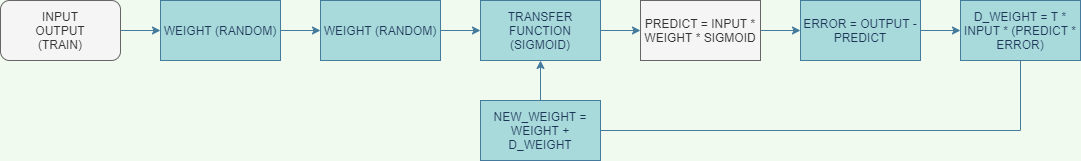 INPUT
OUTPUT
(TRAIN)
WEIGHT (RANDOM)
WEIGHT (RANDOM)
TRANSFER
FUNCTION
(SIGMOID)
PREDICT = INPUT *
WEIGHT * SIGMOID
ERROR = OUTPUT -
PREDICT
D_WEIGHT = T *
INPUT * (PREDICT *
ERROR)
NEW_WEIGHT =
WEIGHT +
D_WEIGHT